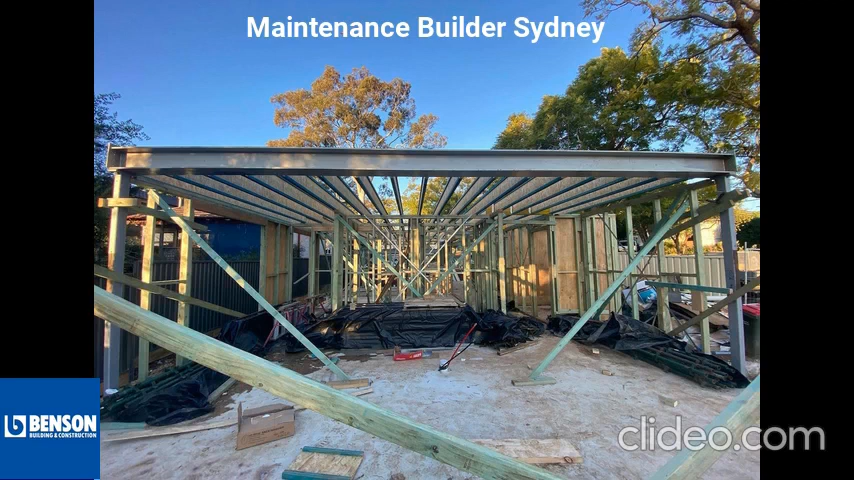 Maintenance Builder Sydney
BENSON
BUILDING & CONSTRUCTION
clideo.com